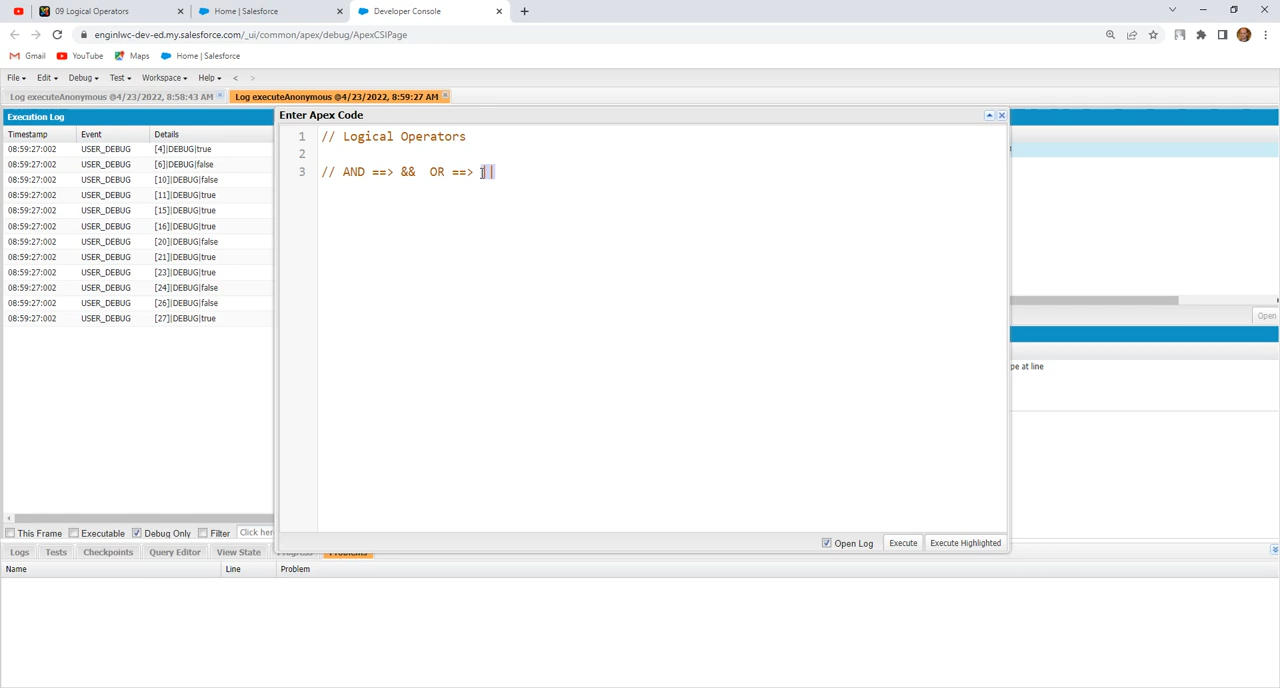 09 Logical Operators
Home | Salesforce
Developer Console
enginlwc-dev-ed.my.salesforce.com/_ui/common/apex/debug/ApexCSIPage
Gmail YouTube Maps Home | Salesforce
File Edit Debug Test Workspace Help < >
Log executeAnonymous @4/23/2022, 8:58:43 AM
Log executeAnonymous @4/23/2022, 8:59:27 AM
Execution Log
Timestamp Event Details
08:59:27:002 USER_DEBUG [4]|DEBUG|true
08:59:27:002 USER_DEBUG [6]|DEBUG|false
08:59:27:002 USER_DEBUG [10]|DEBUG|false
08:59:27:002 USER_DEBUG [11]|DEBUG|true
08:59:27:002 USER_DEBUG [15]|DEBUG|true
08:59:27:002 USER_DEBUG [16]|DEBUG|true
08:59:27:002 USER_DEBUG [20]|DEBUG|false
08:59:27:002 USER_DEBUG [21]|DEBUG|true
08:59:27:002 USER_DEBUG [23]|DEBUG|true
08:59:27:002 USER_DEBUG [24]|DEBUG|false
08:59:27:002 USER_DEBUG [26]|DEBUG|false
08:59:27:002 USER_DEBUG [27]|DEBUG|true
Enter Apex Code
1 // Logical Operators
2
3 // AND ==> && OR ==> ||
Open
pe at line
Open Log Execute Execute Highlighted
This Frame Executable Debug Only Filter Click her
Logs Tests Checkpoints Query Editor View State Progress Problems
Name Line Problem